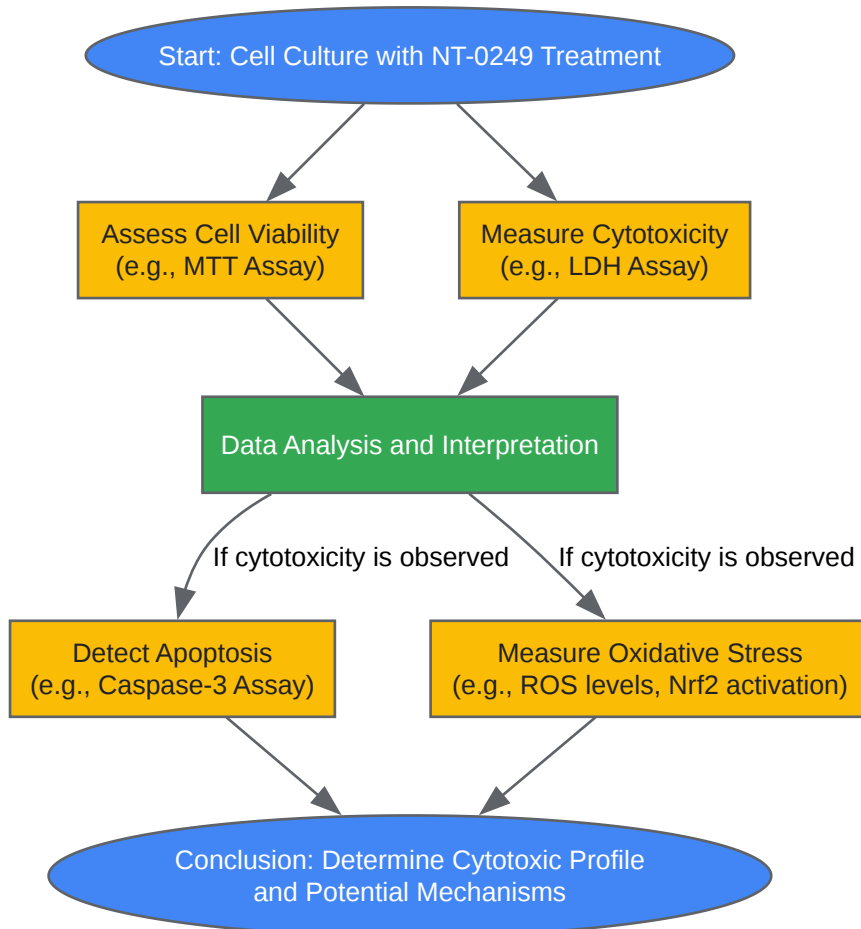 Start: Cell Culture with NT-0249 Treatment
Assess Cell Viability
(e.g., MTT Assay)
Measure Cytotoxicity
(e.g., LDH Assay)
Data Analysis and Interpretation
If cytotoxicity is observed
If cytotoxicity is observed
Detect Apoptosis
(e.g., Caspase-3 Assay)
Measure Oxidative Stress
(e.g., ROS levels, Nrf2 activation)
Conclusion: Determine Cytotoxic Profile
and Potential Mechanisms